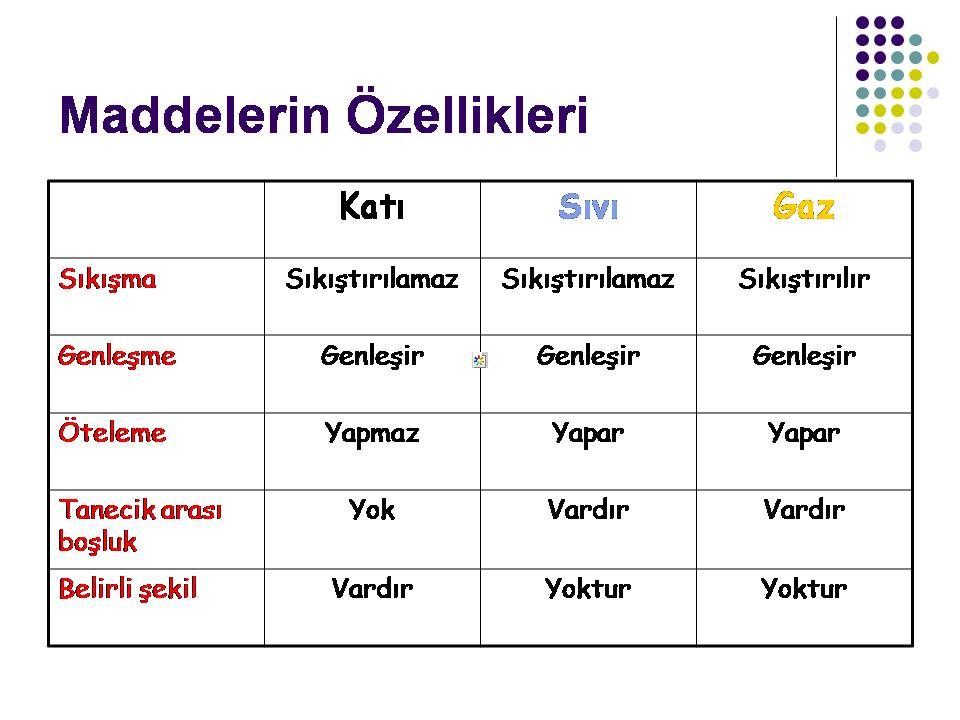 Maddelerin Özellikleri
Katı Sıvı Gaz
Sıkışma Sıkıştırılamaz Sıkıştırılamaz Sıkıştırılır
Genleşme Genleşir Genleşir Genleşir
Öteleme Yapmaz Yapar Yapar
Tanecik arası Yok Vardır Vardır
boşluk
Belirli şekil Vardır Yoktur Yoktur